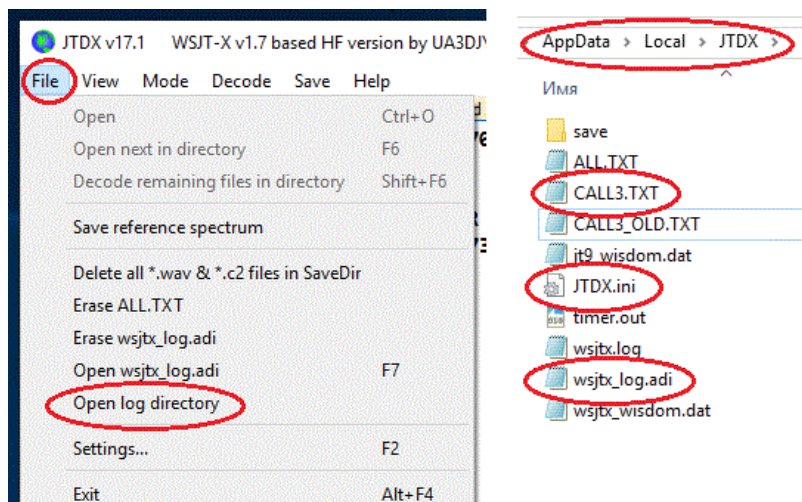 JTDX v17.1 WSJT-X v1.7 based HF version by UA3DJY
File View Mode Decode Save Help
Open Ctrl+O
Open next in directory F6
Decode remaining files in directory Shift+F6
Save reference spectrum
Delete all *.wav & *.c2 files in SaveDir
Erase ALL.TXT
Erase wsjtx_log.adi
Open wsjtx_log.adi F7
Open log directory
Settings... F2
Exit Alt+F4
AppData > Local > JTDX >
Имя
save
ALL.TXT
CALL3.TXT
CALL3_OLD.TXT
jt9_wisdom.dat
JTDX.ini
timer.out
wsjtx.log
wsjtx_log.adi
wsjtx_wisdom.dat